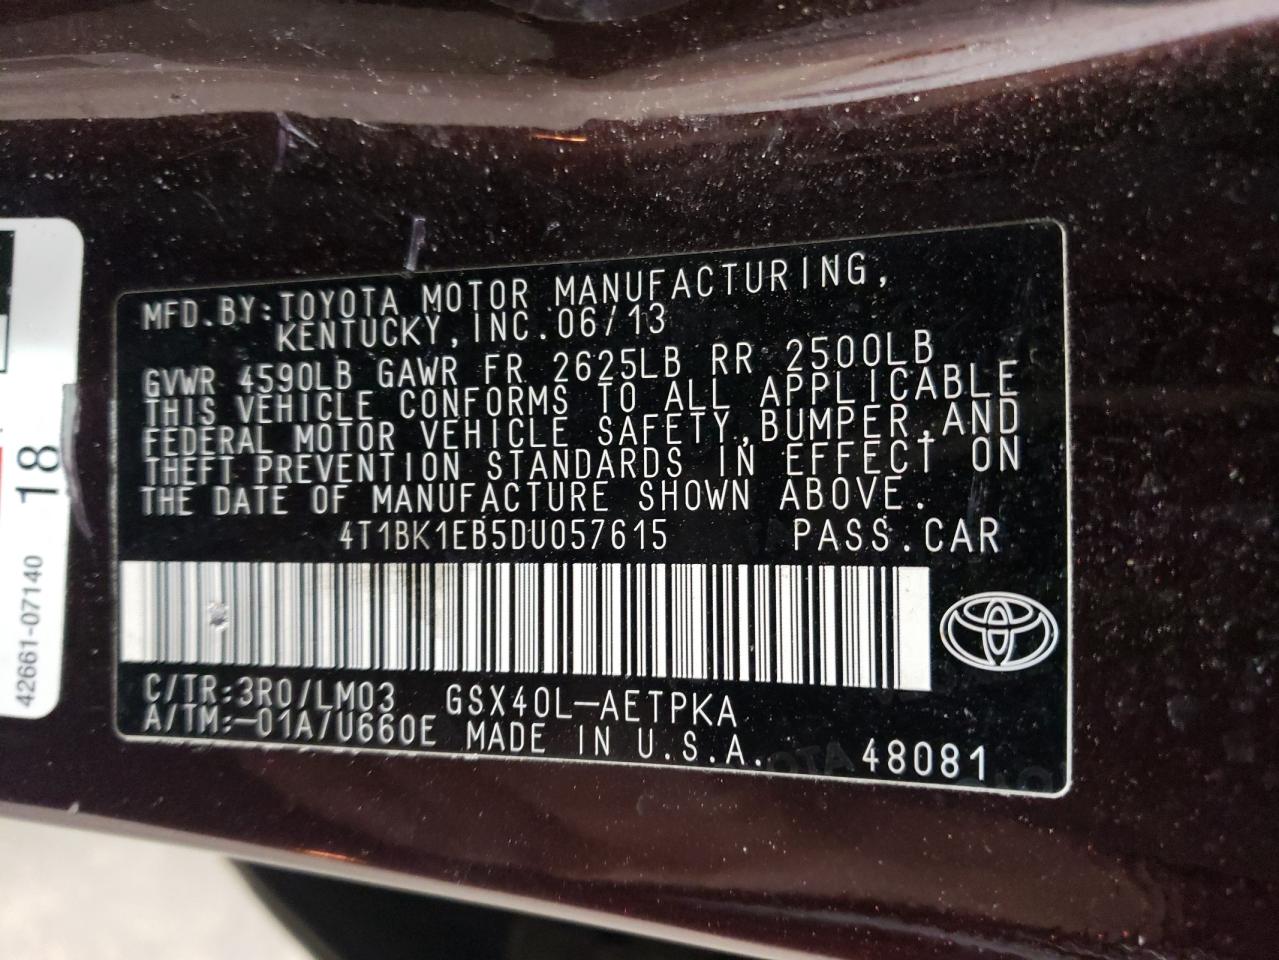 MFD.BY:TOYOTA MOTOR MANUFACTURING,
KENTUCKY,INC.06/13
GVWR 4590LB GAWR FR 2625LB RR 2500LB
THIS VEHICLE CONFORMS TO ALL APPLICABLE
FEDERAL MOTOR VEHICLE SAFETY,BUMPER,AND
THEFT PREVENTION STANDARDS IN EFFECT ON
THE DATE OF MANUFACTURE SHOWN ABOVE.
4T1BK1EB5DU057615 PASS.CAR
C/TR:3R0/LM03 GSX40L-AETPKA
A/TM:-01A/U660E MADE IN U.S.A. 48081
18
42661-07140